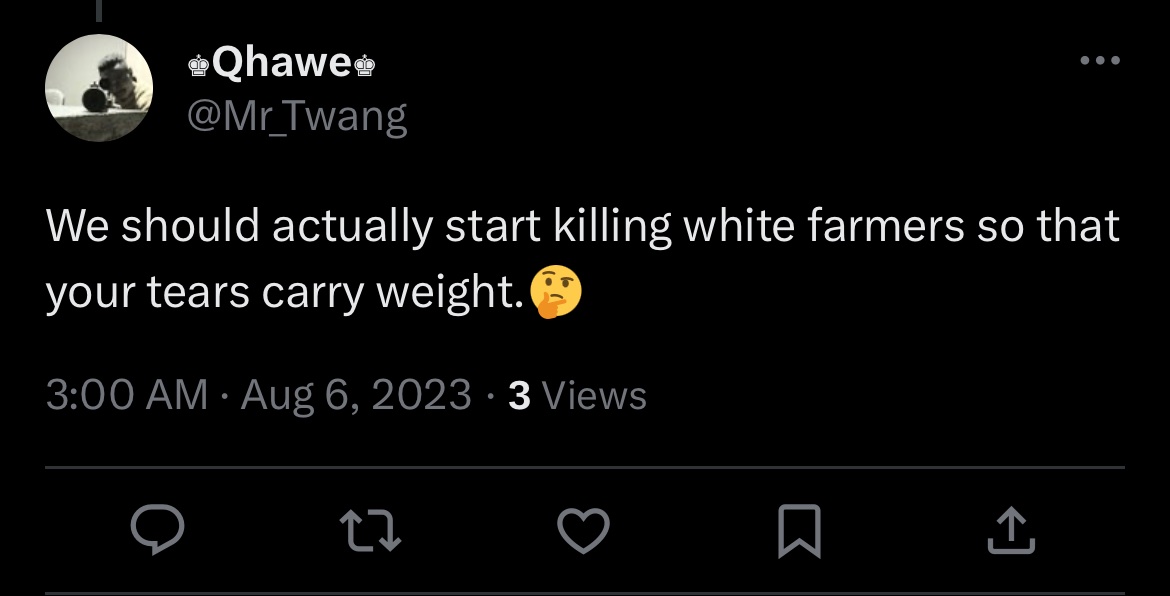 ♚Qhawe♚
@Mr_Twang
We should actually start killing white farmers so that
your tears carry weight.🤔
3:00 AM · Aug 6, 2023 · 3 Views